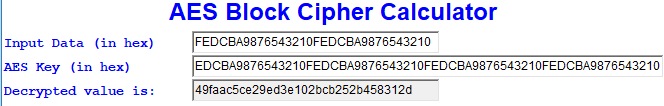 AES Block Cipher Calculator
Input Data (in hex) FEDCBA9876543210FEDCBA9876543210
AES Key (in hex) EDCBA9876543210FEDCBA9876543210FEDCBA9876543210FEDCBA9876543210
Decrypted value is: 49faac5ce29ed3e102bcb252b458312d